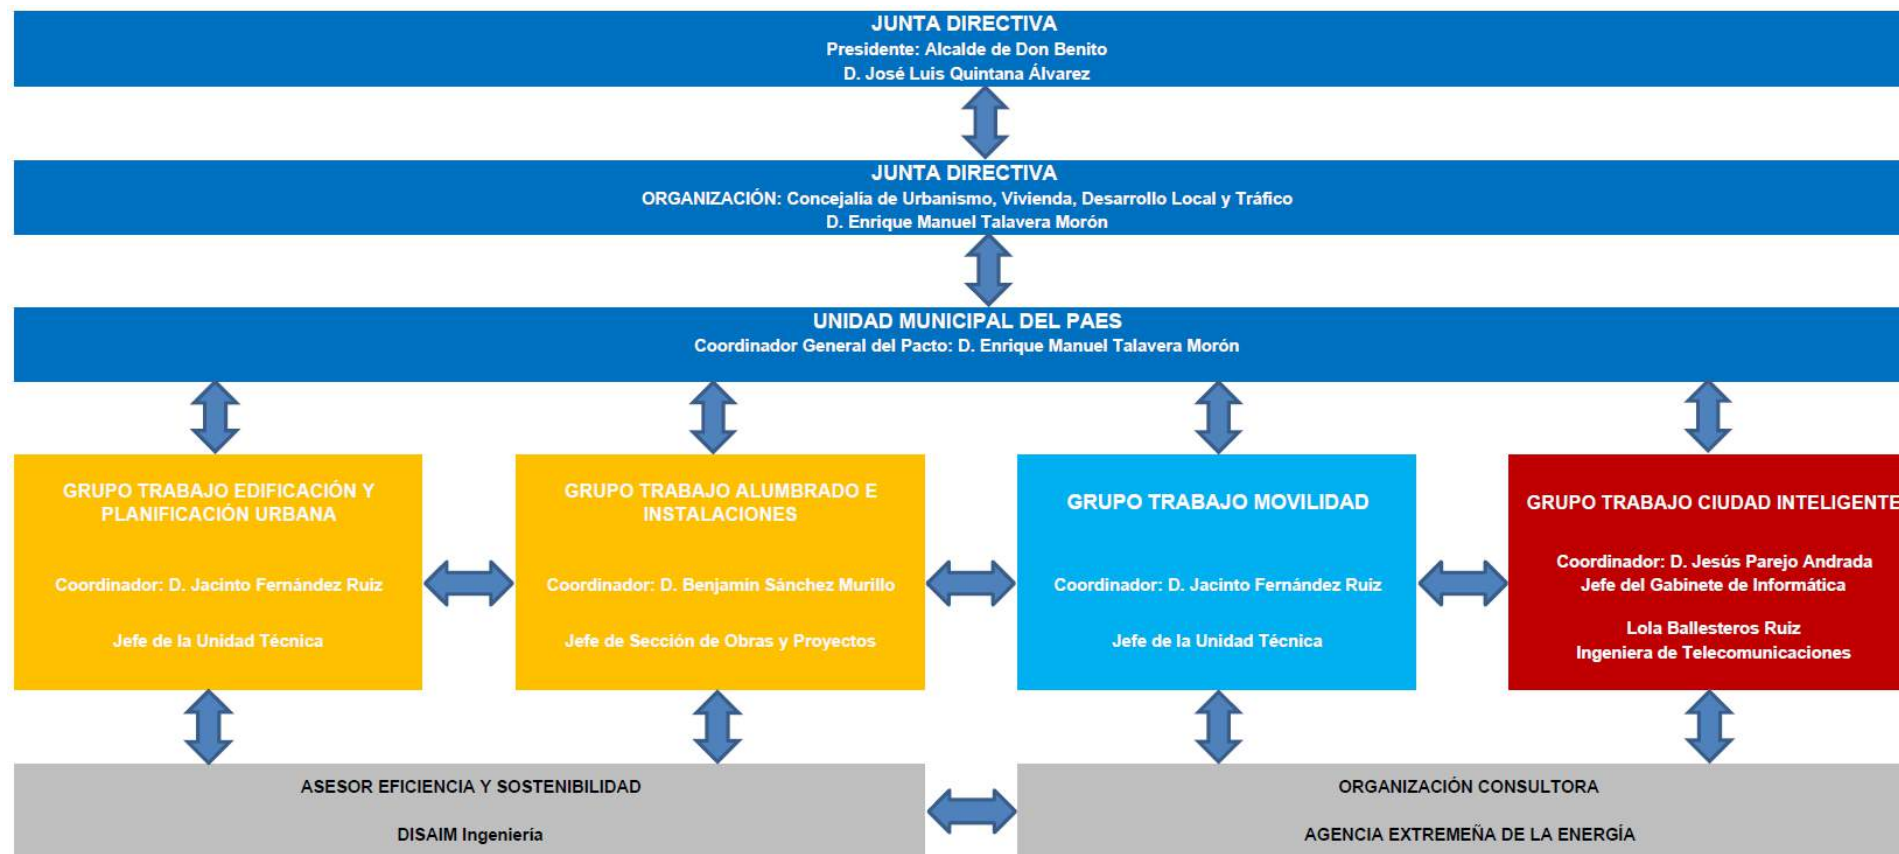 JUNTA DIRECTIVA
Presidente: Alcalde de Don Benito
D. José Luis Quintana Álvarez
JUNTA DIRECTIVA
ORGANIZACIÓN: Concejalía de Urbanismo, Vivienda, Desarrollo Local y Tráfico
D. Enrique Manuel Talavera Morón
UNIDAD MUNICIPAL DEL PAES
Coordinador General del Pacto: D. Enrique Manuel Talavera Morón
GRUPO TRABAJO EDIFICACIÓN Y
PLANIFICACIÓN URBANA
Coordinador: D. Jacinto Fernández Ruiz
Jefe de la Unidad Técnica
GRUPO TRABAJO ALUMBRADO E
INSTALACIONES
Coordinador: D. Benjamín Sánchez Murillo
Jefe de Sección de Obras y Proyectos
GRUPO TRABAJO MOVILIDAD
Coordinador: D. Jacinto Fernández Ruiz
Jefe de la Unidad Técnica
GRUPO TRABAJO CIUDAD INTELIGENTE
Coordinador: D. Jesús Parejo Andrada
Jefe del Gabinete de Informática
Lola Ballesteros Ruiz
Ingeniera de Telecomunicaciones
ASESOR EFICIENCIA Y SOSTENIBILIDAD
DISAIM Ingeniería
ORGANIZACIÓN CONSULTORA
AGENCIA EXTREMEÑA DE LA ENERGÍA